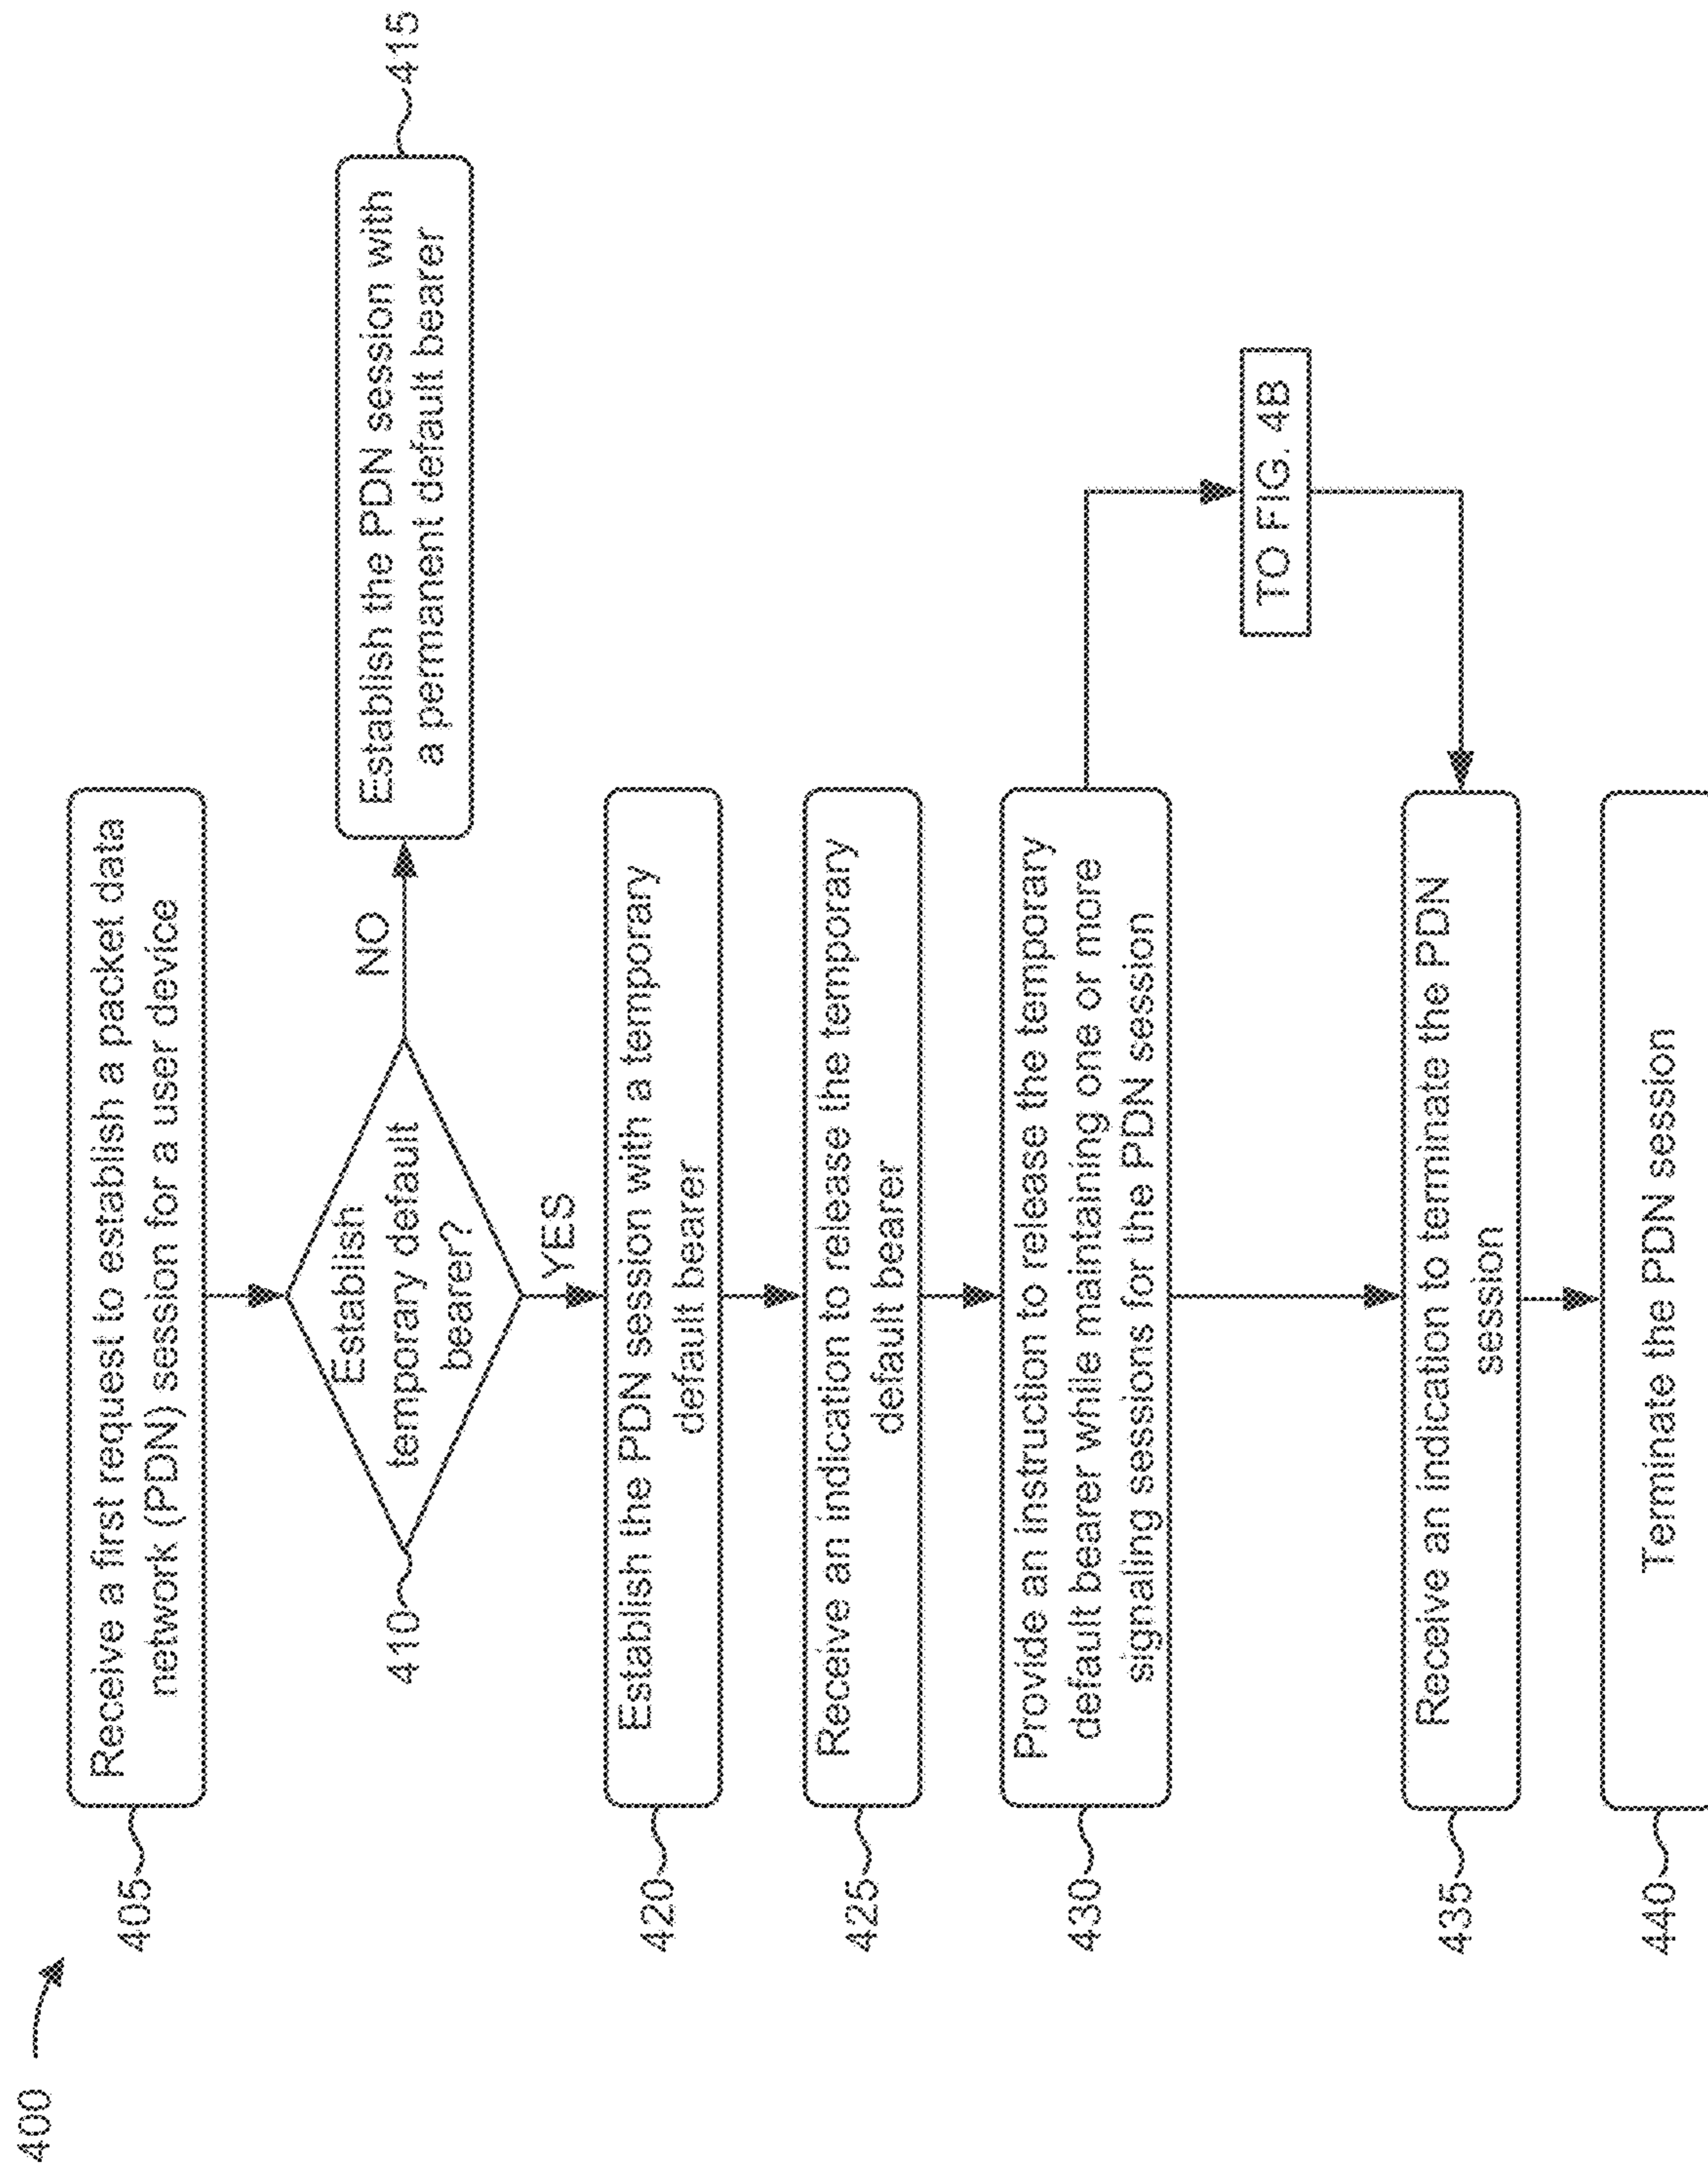 400
405
Receive a first request to establish a packet data
network (PDN) session for a user device
410
Establish
temporary default
bearer?
NO
415
Establish the PDN session with
a permanent default bearer
YES
420
Establish the PDN session with a temporary
default bearer
425
Receive an indication to release the temporary
default bearer
430
Provide an instruction to release the temporary
default bearer while maintaining one or more
signaling sessions for the PDN session
TO FIG. 4B
435
Receive an indication to terminate the PDN
session
440
Terminate the PDN session